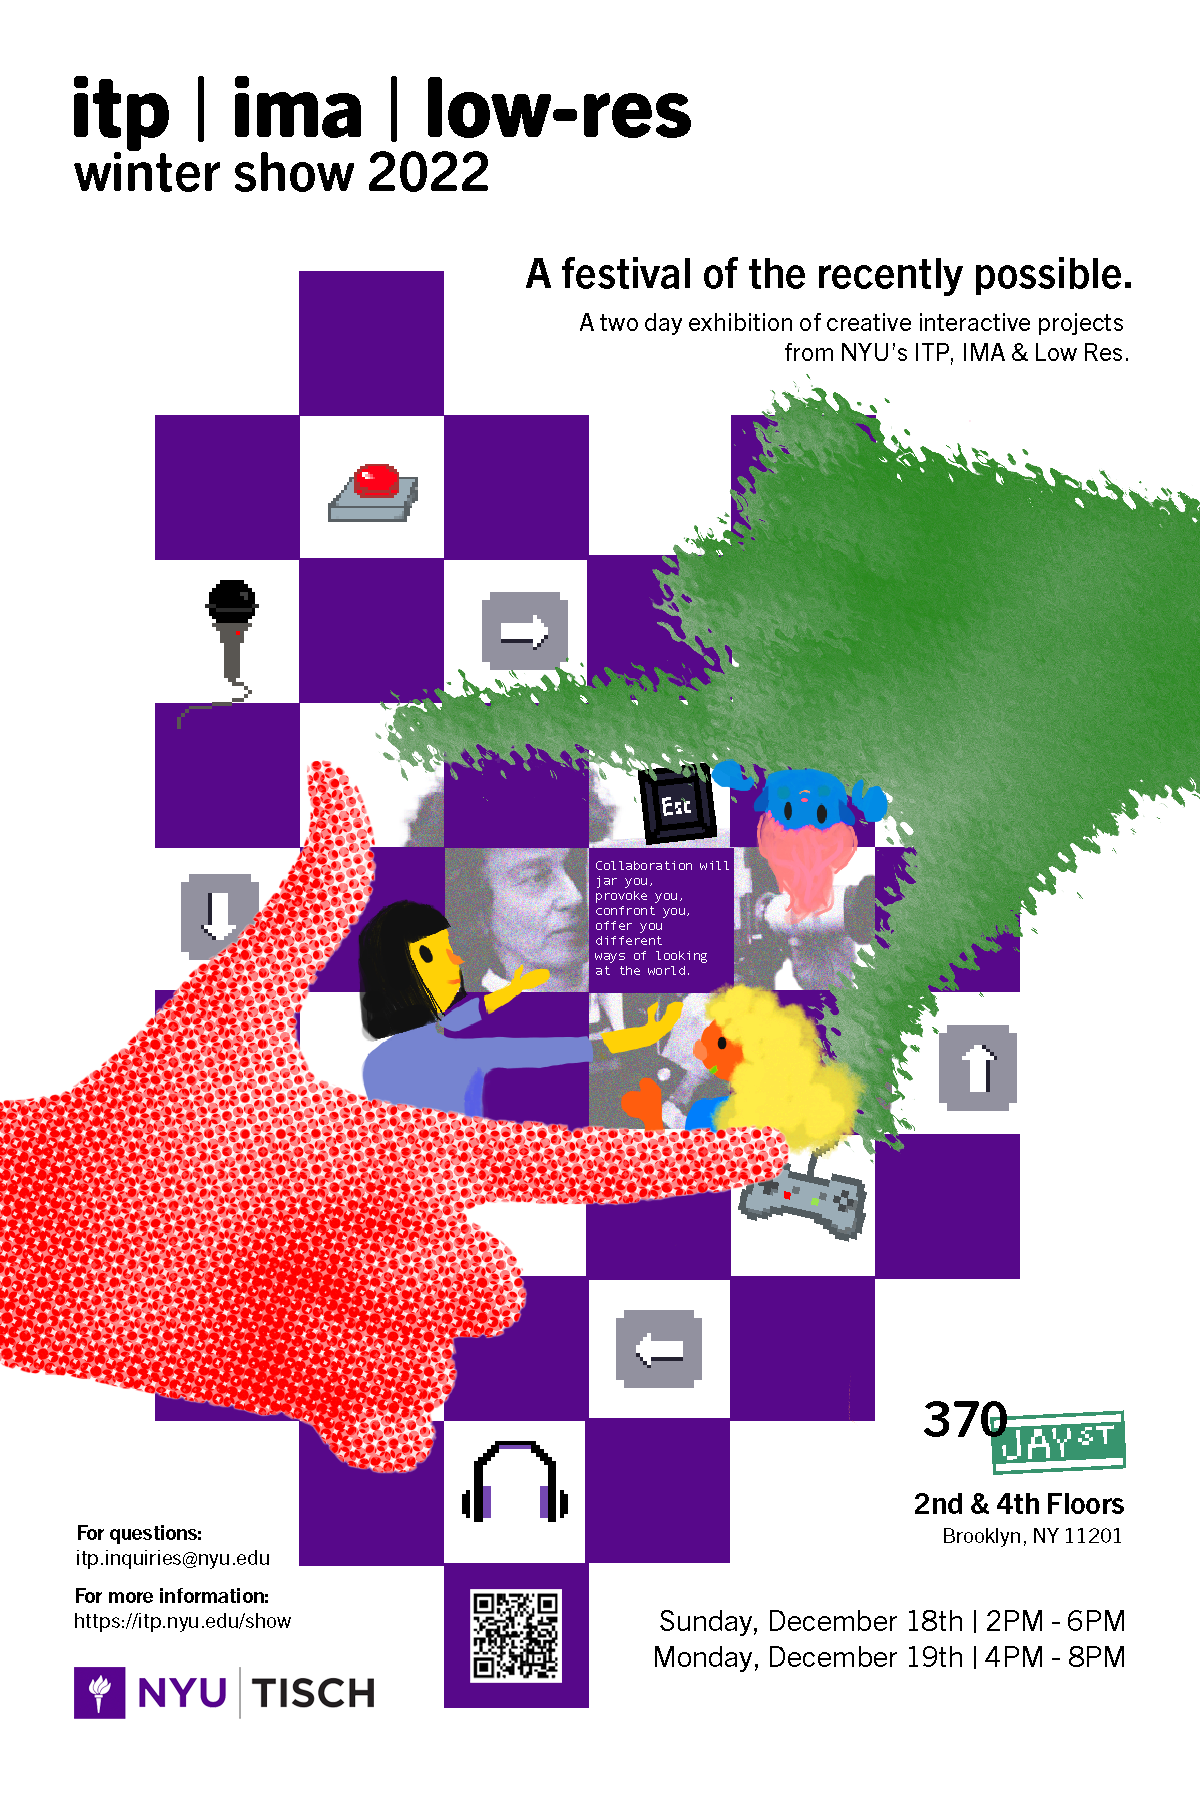 itp | ima | low-res
winter show 2022
A festival of the recently possible.
A two day exhibition of creative interactive projects
from NYU's ITP, IMA & Low Res.
Esc
Collaboration will
jar you,
provoke you,
confront you,
offer you
different
ways of looking
at the world.
370
JAY ST
2nd & 4th Floors
Brooklyn, NY 11201
For questions:
itp.inquiries@nyu.edu
For more information:
https://itp.nyu.edu/show
Sunday, December 18th | 2PM - 6PM
Monday, December 19th | 4PM - 8PM
NYU | TISCH